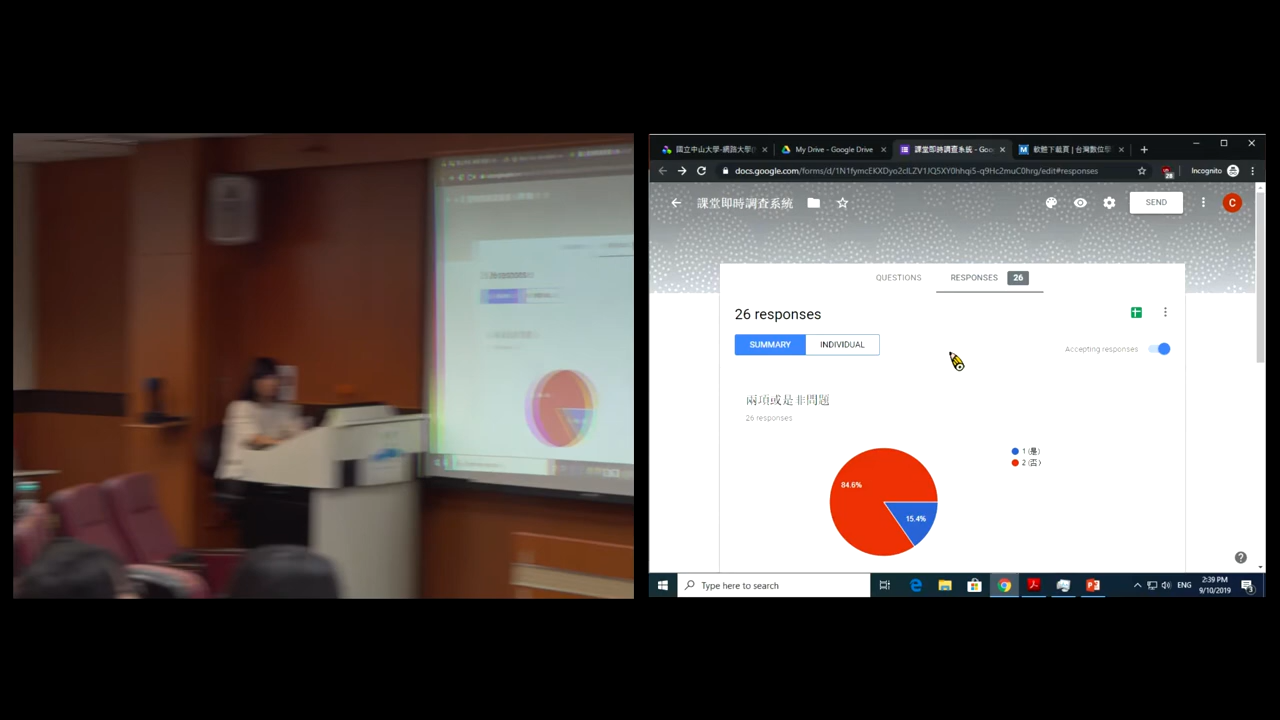 國立中山大學-網路大學(
My Drive - Google Drive
課堂即時調查系統 - Goo
軟體下載頁 | 台灣數位學
docs.google.com/forms/d/1N1fymcEKXDyo2clLZV1JQ5XY0hhqi5-q9Hc2muC0hrg/edit#responses
Incognito
課堂即時調查系統
SEND
C
QUESTIONS
RESPONSES 26
26 responses
SUMMARY
INDIVIDUAL
Accepting responses
兩項或是非問題
26 responses
1 (是)
2 (否)
84.6%
15.4%
Type here to search
ENG
2:39 PM
9/10/2019